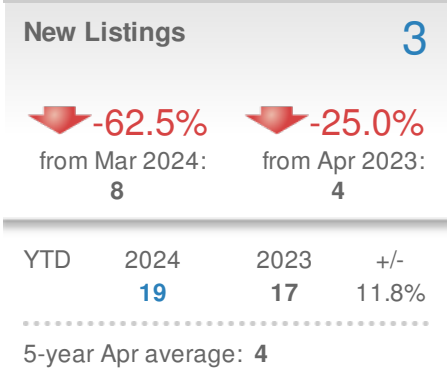 New Listings 3
-62.5% -25.0%
from Mar 2024: from Apr 2023:
8 4
YTD 2024 2023 +/-
19 17 11.8%
5-year Apr average: 4